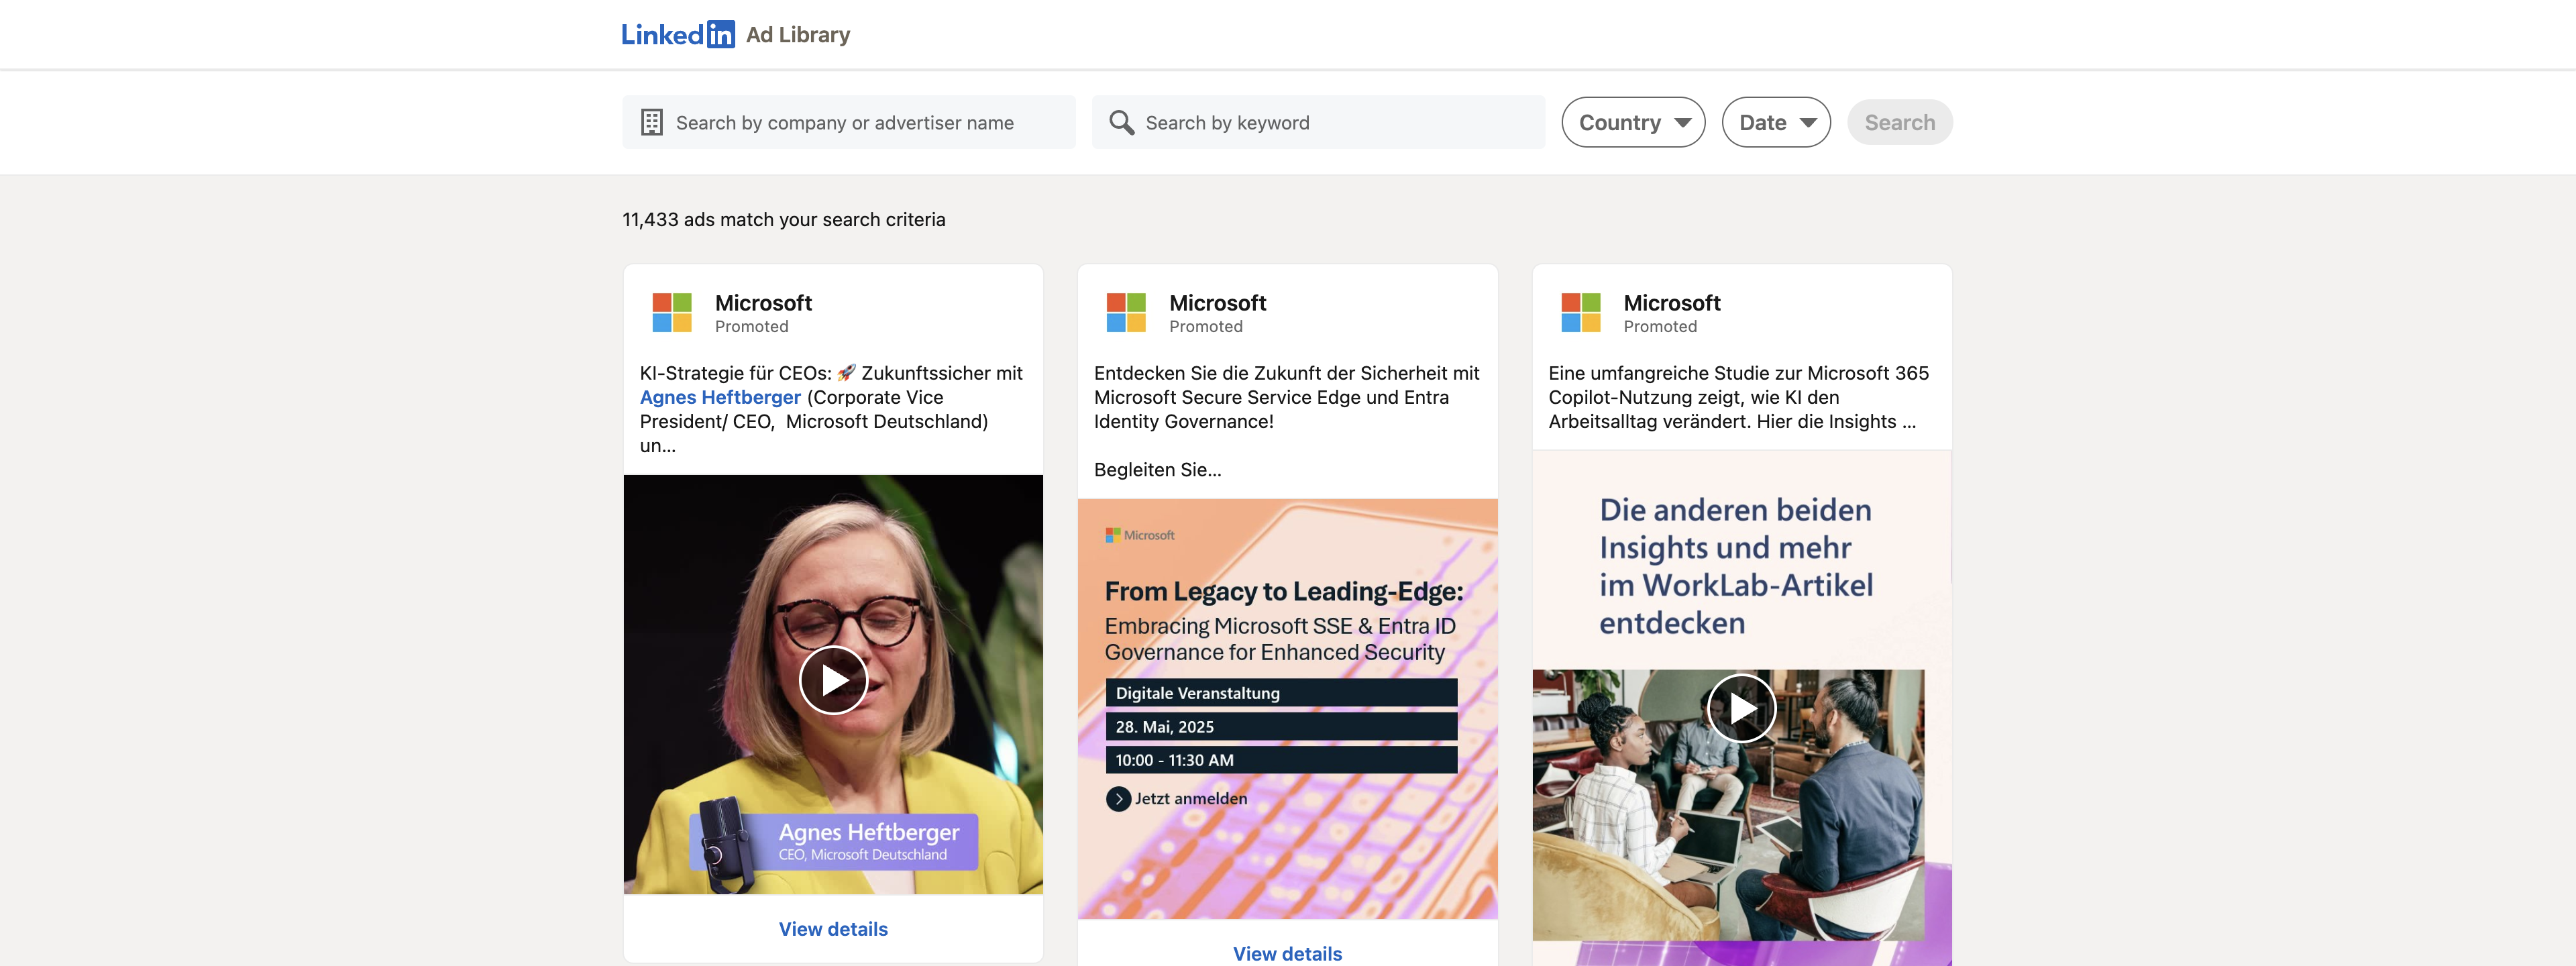 LinkedIn Ad Library
Search by company or advertiser name
Search by keyword
Country
Date
Search
11,433 ads match your search criteria
Microsoft
Promoted
KI-Strategie für CEOs: 🚀 Zukunftssicher mit
Agnes Heftberger (Corporate Vice
President/ CEO,  Microsoft Deutschland)
un...
Agnes Heftberger
CEO, Microsoft Deutschland
View details
Microsoft
Promoted
Entdecken Sie die Zukunft der Sicherheit mit
Microsoft Secure Service Edge und Entra
Identity Governance!
Begleiten Sie...
Microsoft
From Legacy to Leading-Edge:
Embracing Microsoft SSE & Entra ID
Governance for Enhanced Security
Digitale Veranstaltung
28. Mai, 2025
10:00 - 11:30 AM
Jetzt anmelden
View details
Microsoft
Promoted
Eine umfangreiche Studie zur Microsoft 365
Copilot-Nutzung zeigt, wie KI den
Arbeitsalltag verändert. Hier die Insights ...
Die anderen beiden
Insights und mehr
im WorkLab-Artikel
entdecken